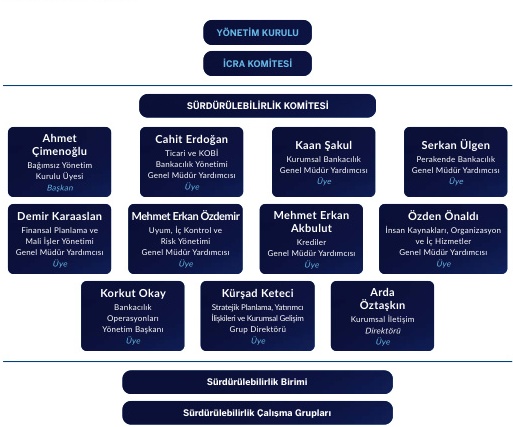 YÖNETİM KURULU
İCRA KOMİTESİ
SÜRDÜRÜLEBİLİRLİK KOMİTESİ
Ahmet
Çimenoğlu
Bağımsız Yönetim
Kurulu Üyesi
Başkan
Cahit Erdoğan
Ticari ve KOBİ
Bankacılık Yönetimi
Genel Müdür Yardımcısı
Üye
Kaan Şakul
Kurumsal Bankacılık
Genel Müdür Yardımcısı
Üye
Serkan Ülgen
Perakende Bankacılık
Genel Müdür Yardımcısı
Üye
Demir Karaaslan
Finansal Planlama ve
Mali İşler Yönetimi
Genel Müdür Yardımcısı
Üye
Mehmet Erkan Özdemir
Uyum, İç Kontrol ve
Risk Yönetimi
Genel Müdür Yardımcısı
Üye
Mehmet Erkan
Akbulut
Krediler
Genel Müdür Yardımcısı
Üye
Özden Önaldı
İnsan Kaynakları, Organizasyon
ve İç Hizmetler
Genel Müdür Yardımcısı
Üye
Korkut Okay
Bankacılık
Operasyonları
Yönetim Başkanı
Üye
Kürşad Keteci
Stratejik Planlama, Yatırımcı
İlişkileri ve Kurumsal Gelişim
Grup Direktörü
Üye
Arda
Öztaşkın
Kurumsal İletişim
Direktörü
Üye
Sürdürülebilirlik Birimi
Sürdürülebilirlik Çalışma Grupları